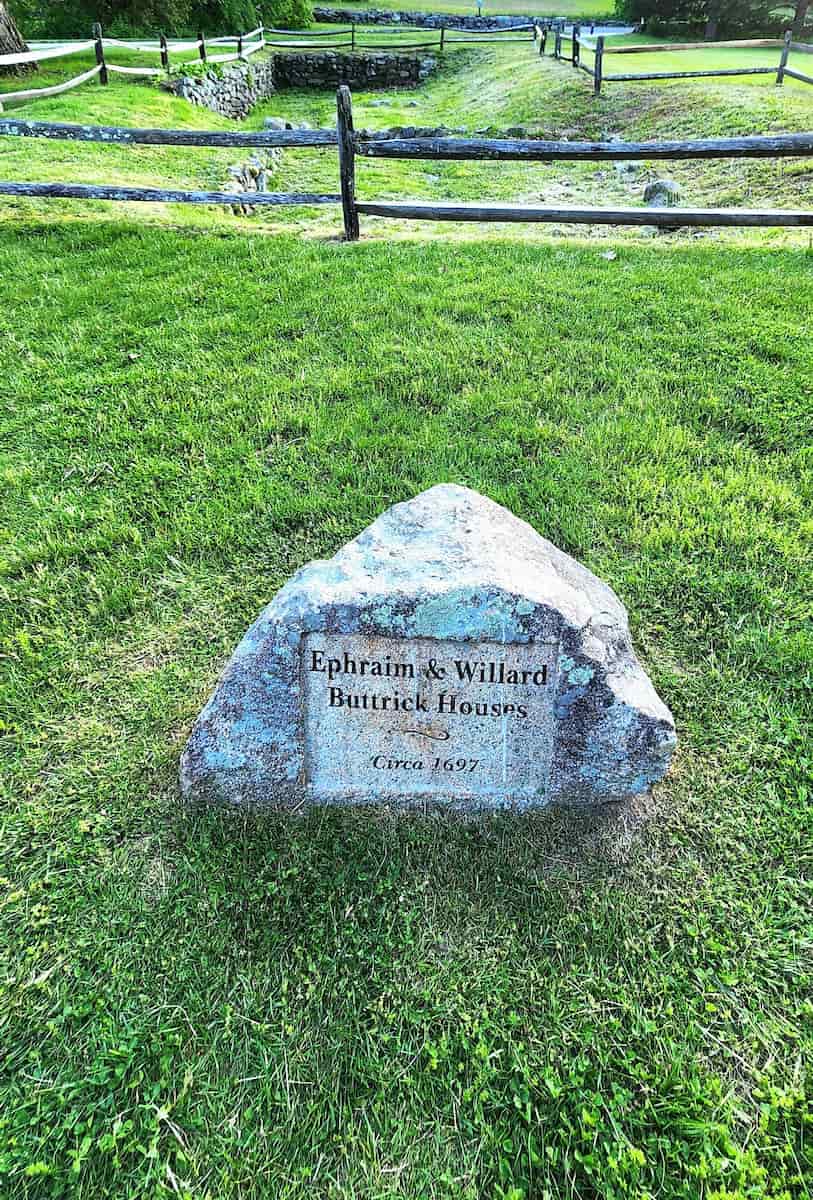 Ephraim & Willard
Buttrick Houses
Circa 1697